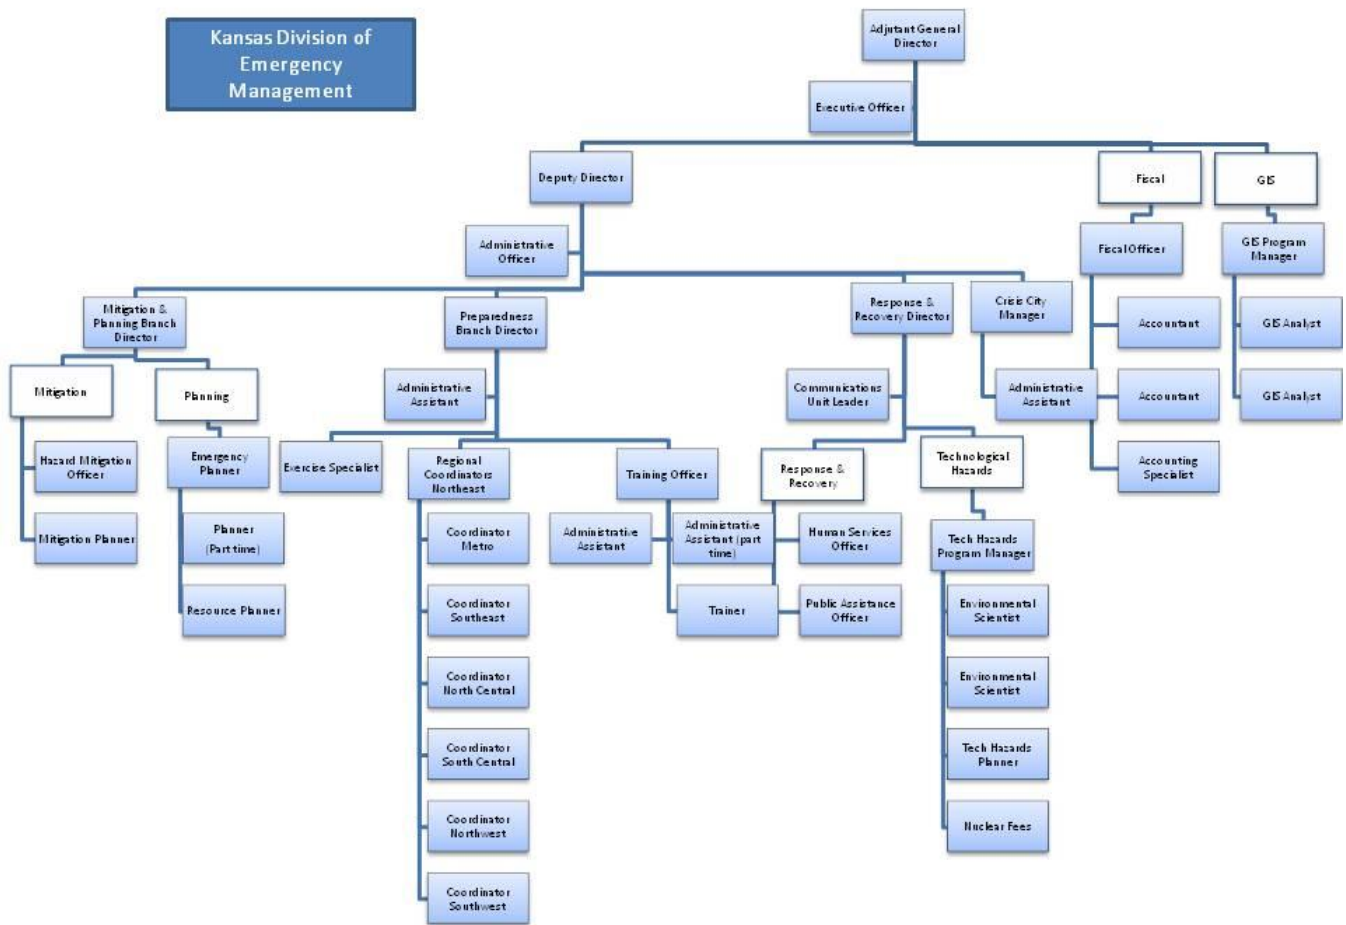 Kansas Division of
Emergency
Management
Adjutant General
Director
Executive Officer
Deputy Director
Fiscal
GIS
Administrative
Officer
Fiscal Officer
GIS Program
Manager
Mitigation &
Planning Branch
Director
Preparedness
Branch Director
Response &
Recovery Director
Crisis City
Manager
Accountant
GIS Analyst
Mitigation
Planning
Administrative
Assistant
Communications
Unit Leader
Administrative
Assistant
Accountant
GIS Analyst
Hazard Mitigation
Officer
Emergency
Planner
Exercise Specialist
Regional
Coordinators
Northeast
Training Officer
Response &
Recovery
Technological
Hazards
Accounting
Specialist
Mitigation Planner
Planner
(Part time)
Coordinator
Metro
Administrative
Assistant
Administrative
Assistant (part
time)
Human Services
Officer
Tech Hazards
Program Manager
Resource Planner
Coordinator
Southeast
Trainer
Public Assistance
Officer
Environmental
Scientist
Coordinator
North Central
Environmental
Scientist
Coordinator
South Central
Tech Hazards
Planner
Coordinator
Northwest
Nuclear Fees
Coordinator
Southwest